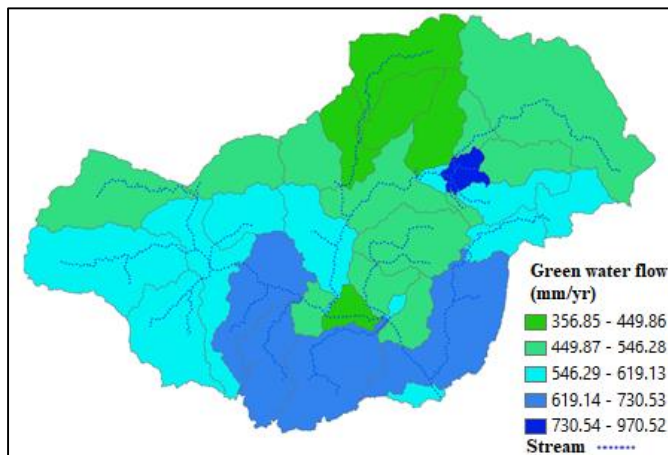 Green water flow
(mm/yr)
356.85 - 449.86
449.87 - 546.28
546.29 - 619.13
619.14 - 730.53
730.54 - 970.52
Stream